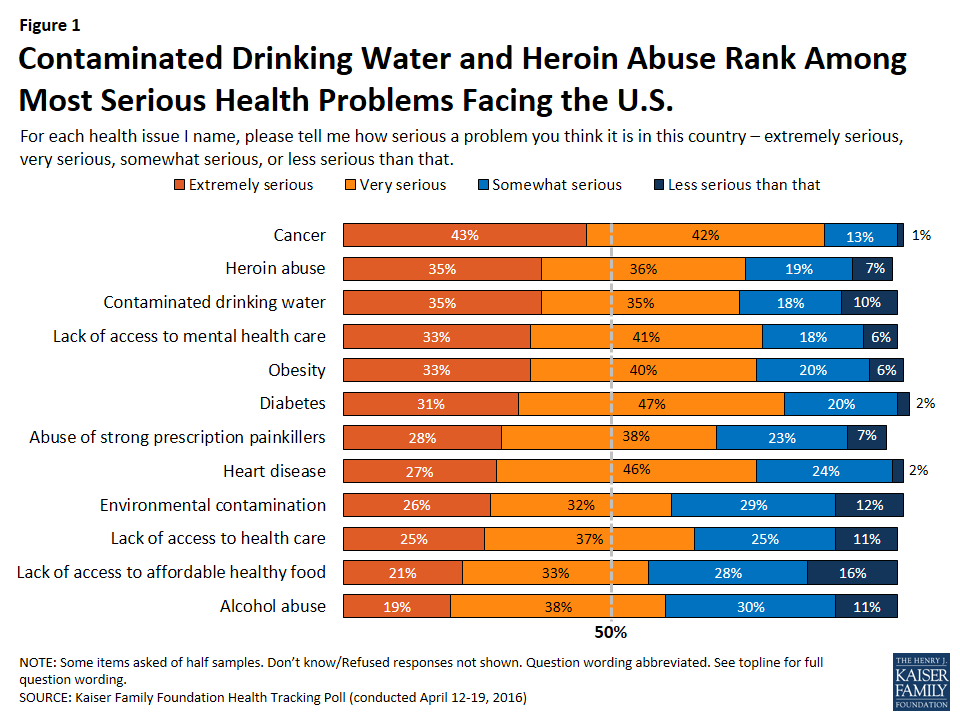 Figure 1
Contaminated Drinking Water and Heroin Abuse Rank Among
Most Serious Health Problems Facing the U.S.
For each health issue I name, please tell me how serious a problem you think it is in this country – extremely serious,
very serious, somewhat serious, or less serious than that.
Extremely serious Very serious Somewhat serious Less serious than that
Cancer 43% 42% 13% 1%
Heroin abuse 35% 36% 19% 7%
Contaminated drinking water 35% 35% 18% 10%
Lack of access to mental health care 33% 41% 18% 6%
Obesity 33% 40% 20% 6%
Diabetes 31% 47% 20% 2%
Abuse of strong prescription painkillers 28% 38% 23% 7%
Heart disease 27% 46% 24% 2%
Environmental contamination 26% 32% 29% 12%
Lack of access to health care 25% 37% 25% 11%
Lack of access to affordable healthy food 21% 33% 28% 16%
Alcohol abuse 19% 38% 30% 11%
50%
NOTE: Some items asked of half samples. Don’t know/Refused responses not shown. Question wording abbreviated. See topline for full
question wording.
SOURCE: Kaiser Family Foundation Health Tracking Poll (conducted April 12-19, 2016)
THE HENRY J.
KAISER
FAMILY
FOUNDATION